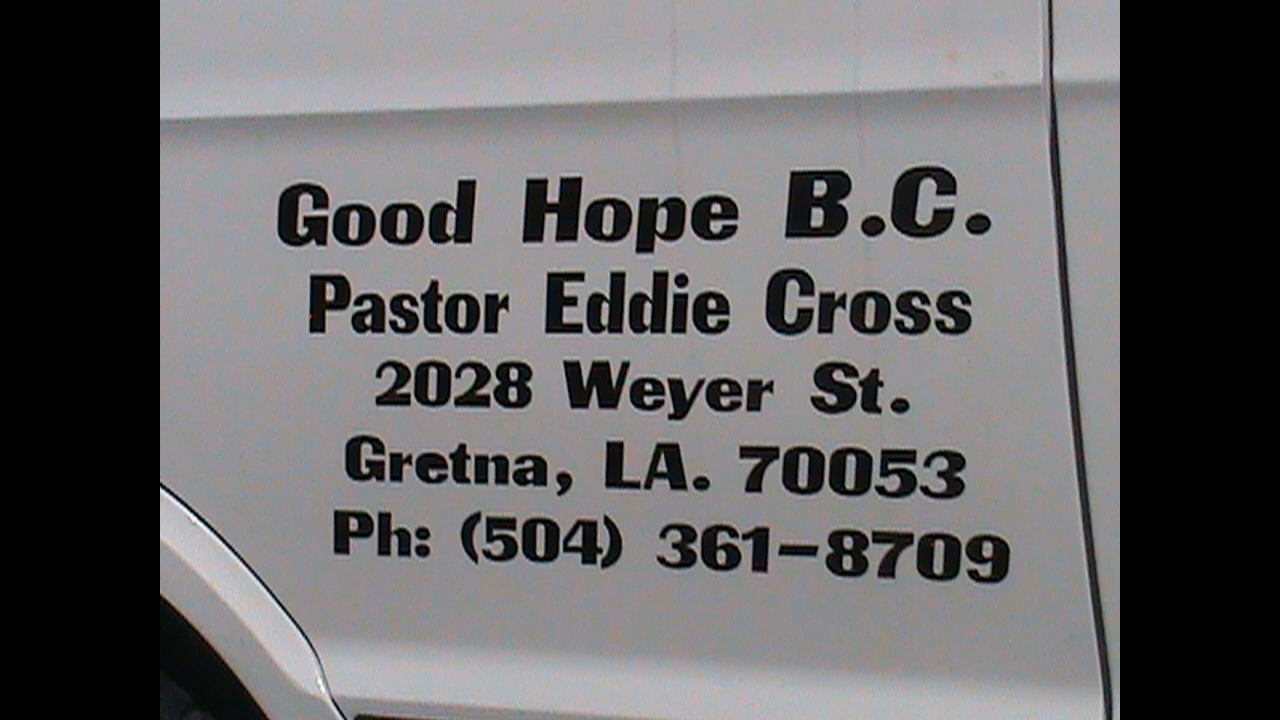 Good Hope B.C.
Pastor Eddie Cross
2028 Weyer St.
Gretna, LA. 70053
Ph: (504) 361-8709